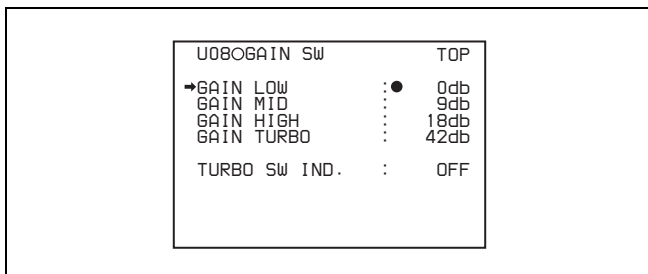 U08○GAIN SW TOP
➡GAIN LOW :● 0db
GAIN MID : 9db
GAIN HIGH : 18db
GAIN TURBO : 42db
TURBO SW IND. : OFF